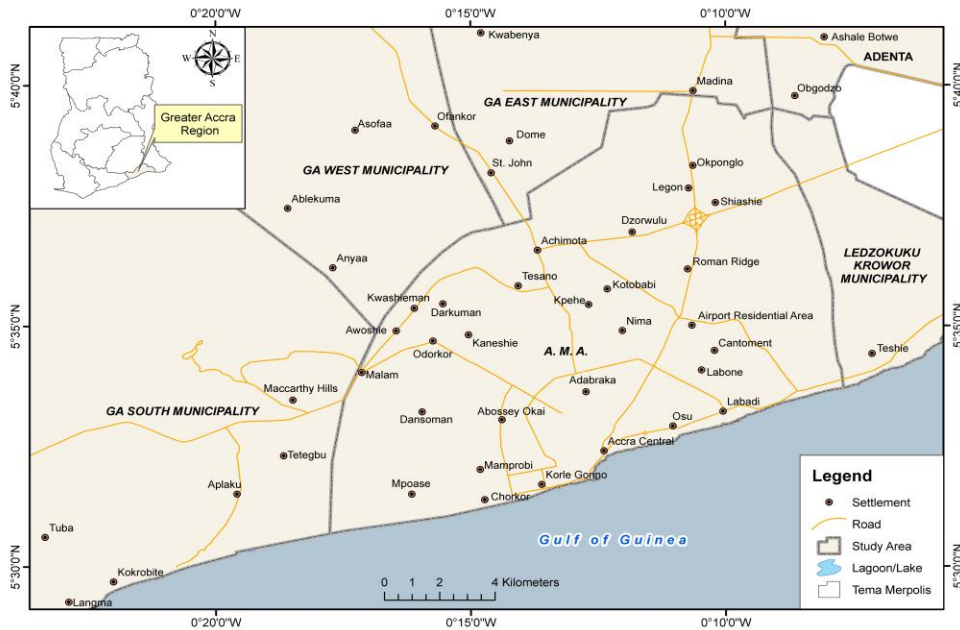 0°20'0"W
0°15'0"W
0°10'0"W
N
W
E
S
Greater Accra
Region
Kwabenya
Ashale Botwe
ADENTA
5°40'0"N
5°40'0"N
Madina
Obgodzo
GA EAST MUNICIPALITY
Asofaa
Ofankor
Dome
St. John
Okponglo
GA WEST MUNICIPALITY
Legon
Shiashie
Ablekuma
Dzorwulu
Achimota
LEDZOKUKU
KROWOR
MUNICIPALITY
Anyaa
Roman Ridge
Tesano
Kotobabi
Kwashieman
Darkuman
Kpehe
5°35'0"N
5°35'0"N
Awoshie
Nima
Airport Residential Area
Kaneshie
Odorkor
A. M. A.
Cantoment
Teshie
Malam
Labone
Maccarthy Hills
Adabraka
GA SOUTH MUNICIPALITY
Dansoman
Abossey Okai
Labadi
Osu
Accra Central
Tetegbu
Mamprobi
Korle Gonno
Aplaku
Mpoase
Chorkor
Tuba
Gulf of Guinea
5°30'0"N
5°30'0"N
Kokrobite
Langma
0 1 2 4 Kilometers
Legend
Settlement
Road
Study Area
Lagoon/Lake
Tema Merpolis
0°20'0"W
0°15'0"W
0°10'0"W